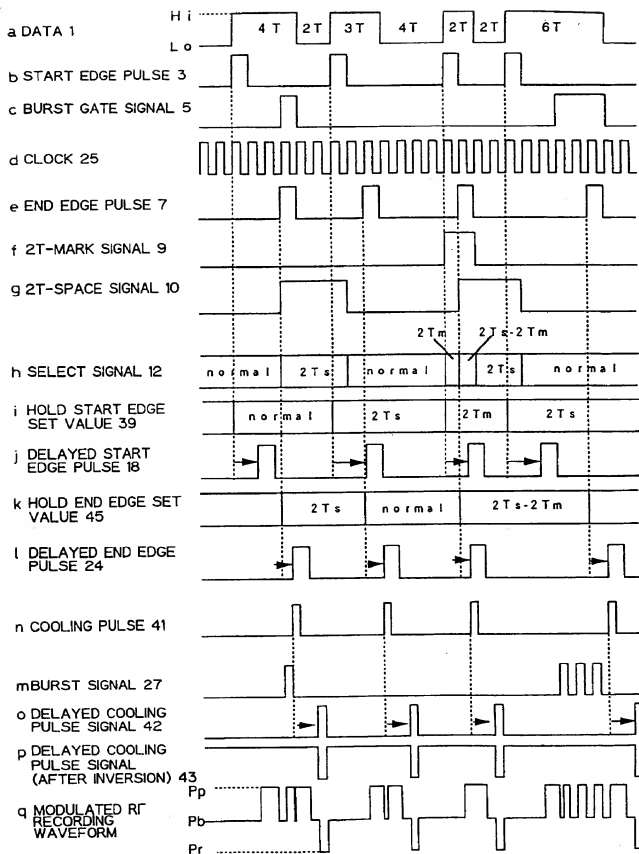 Hi
a DATA 1 4T 2T 3T 4T 2T 2T 6T
Lo
b START EDGE PULSE 3
c BURST GATE SIGNAL 5
d CLOCK 25
e END EDGE PULSE 7
f 2T-MARK SIGNAL 9
g 2T-SPACE SIGNAL 10
2Tm 2Ts-2Tm
h SELECT SIGNAL 12 normal 2Ts normal 2Ts normal
i HOLD START EDGE
SET VALUE 39 normal 2Ts 2Tm 2Ts
j DELAYED START
EDGE PULSE 18
k HOLD END EDGE SET
VALUE 45 2Ts normal 2Ts-2Tm
l DELAYED END EDGE
PULSE 24
n COOLING PULSE 41
m BURST SIGNAL 27
o DELAYED COOLING
PULSE SIGNAL 42
p DELAYED COOLING
PULSE SIGNAL
(AFTER INVERSION) 43
Pp
q MODULATED RF
RECORDING Pb
WAVEFORM
Pr